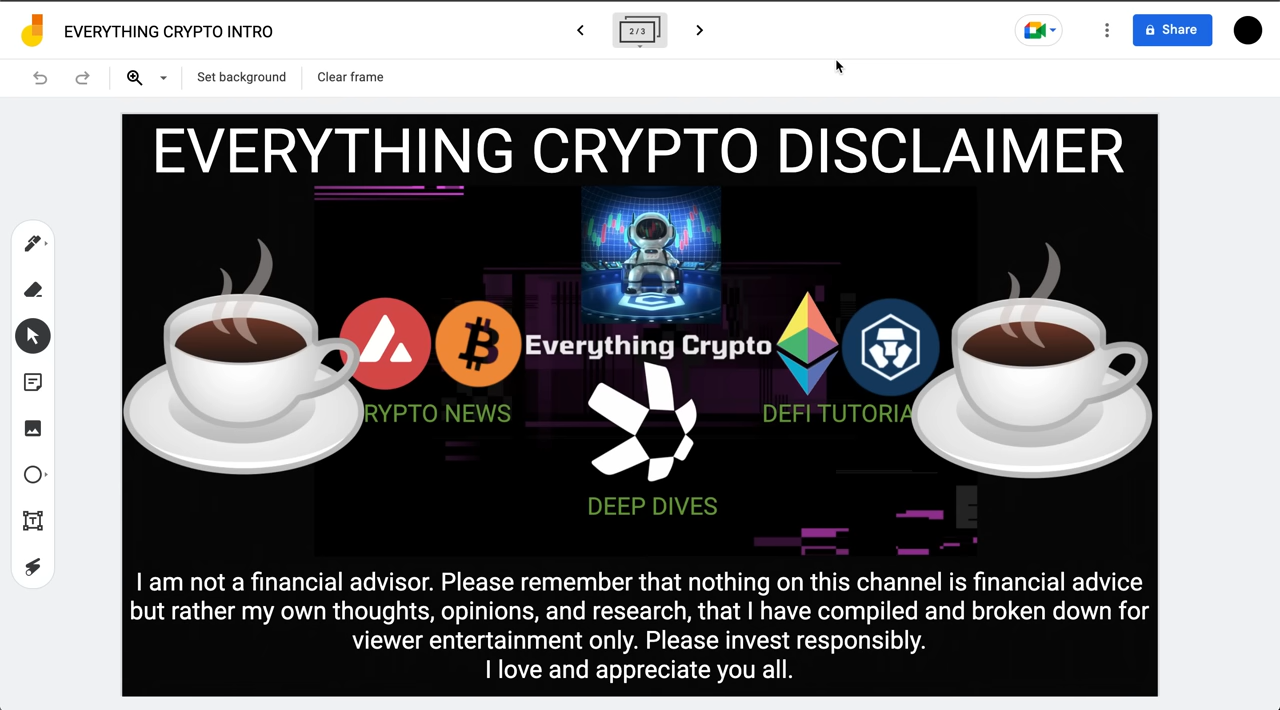 EVERYTHING CRYPTO INTRO
2 / 3
Share
Set background
Clear frame
EVERYTHING CRYPTO DISCLAIMER
Everything Crypto
RYPTO NEWS
DEFI TUTORIA
DEEP DIVES
I am not a financial advisor. Please remember that nothing on this channel is financial advice
but rather my own thoughts, opinions, and research, that I have compiled and broken down for
viewer entertainment only. Please invest responsibly.
I love and appreciate you all.